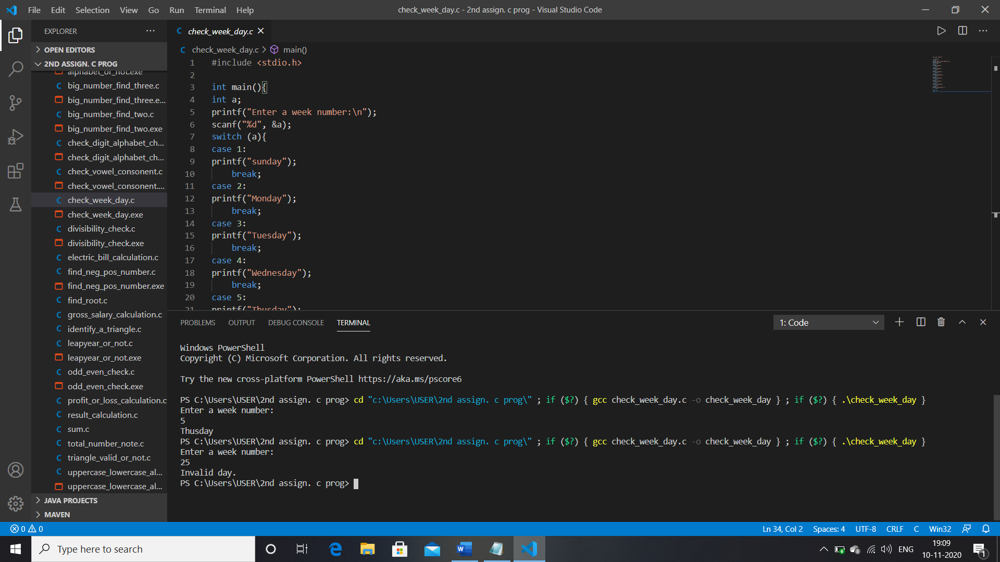 File Edit Selection View Go Run Terminal Help
check_week_day.c - 2nd assign. c prog - Visual Studio Code
EXPLORER
OPEN EDITORS
2ND ASSIGN. C PROG
alphabet_or_not.exe
big_number_find_three.c
big_number_find_three.e...
big_number_find_two.c
big_number_find_two.exe
check_digit_alphabet_ch...
check_digit_alphabet_ch...
check_vowel_consonent.c
check_vowel_consonent....
check_week_day.c
check_week_day.exe
divisibility_check.c
divisibility_check.exe
electric_bill_calculation.c
find_neg_pos_number.c
find_neg_pos_number.exe
find_root.c
gross_salary_calculation.c
identify_a_triangle.c
leapyear_or_not.c
leapyear_or_not.exe
odd_even_check.c
odd_even_check.exe
profit_or_loss_calculation.c
result_calculation.c
sum.c
total_number_note.c
triangle_valid_or_not.c
uppercase_lowercase_al...
uppercase_lowercase_al...
JAVA PROJECTS
MAVEN
check_week_day.c
check_week_day.c > main()
1 #include <stdio.h>
2
3 int main(){
4 int a;
5 printf("Enter a week number:\n");
6 scanf("%d", &a);
7 switch (a){
8 case 1:
9 printf("sunday");
10 break;
11 case 2:
12 printf("Monday");
13 break;
14 case 3:
15 printf("Tuesday");
16 break;
17 case 4:
18 printf("Wednesday");
19 break;
20 case 5:
21 printf("Thusday");
PROBLEMS OUTPUT DEBUG CONSOLE TERMINAL
1: Code
Windows PowerShell
Copyright (C) Microsoft Corporation. All rights reserved.
Try the new cross-platform PowerShell https://aka.ms/pscore6
PS C:\Users\USER\2nd assign. c prog> cd "c:\Users\USER\2nd assign. c prog\" ; if ($?) { gcc check_week_day.c -o check_week_day } ; if ($?) { .\check_week_day }
Enter a week number:
5
Thusday
PS C:\Users\USER\2nd assign. c prog> cd "c:\Users\USER\2nd assign. c prog\" ; if ($?) { gcc check_week_day.c -o check_week_day } ; if ($?) { .\check_week_day }
Enter a week number:
25
Invalid day.
PS C:\Users\USER\2nd assign. c prog>
0 0
Ln 34, Col 2 Spaces: 4 UTF-8 CRLF C Win32
Type here to search
ENG
19:09
10-11-2020
1